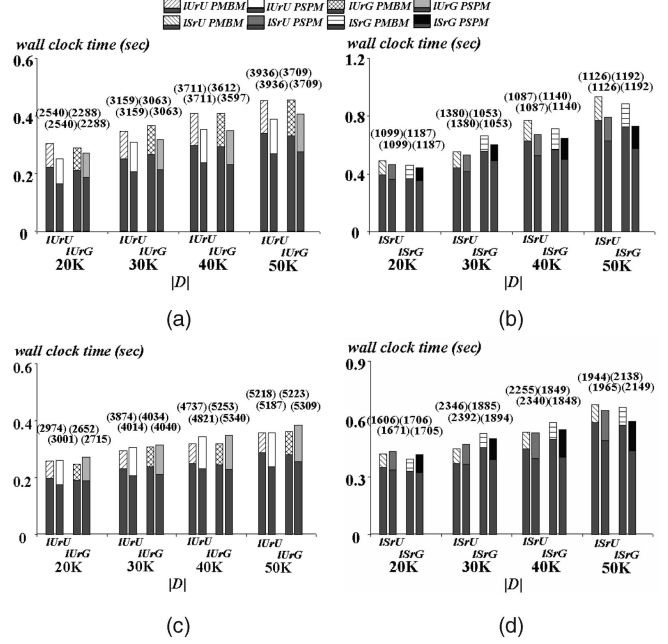 IUrU PMBM IUrU PSPM IUrG PMBM IUrG PSPM
ISrU PMBM ISrU PSPM ISrG PMBM ISrG PSPM
(a)
wall clock time (sec)
0.6
0.4
0.2
0
(2540)(2288)
(2540)(2288)
(3159)(3063)
(3159)(3063)
(3711)(3612)
(3711)(3597)
(3936)(3709)
(3936)(3709)
IUrU IUrU IUrU IUrU
IUrG IUrG IUrG IUrG
20K 30K 40K 50K
|D|
(b)
wall clock time (sec)
1.2
0.8
0.4
0
(1099)(1187)
(1099)(1187)
(1380)(1053)
(1380)(1053)
(1087)(1140)
(1087)(1140)
(1126)(1192)
(1126)(1192)
ISrU ISrU ISrU ISrU
ISrG ISrG ISrG ISrG
20K 30K 40K 50K
|D|
(c)
wall clock time (sec)
0.6
0.4
0.2
0
(2974)(2652)
(3001)(2715)
(3874)(4034)
(4014)(4040)
(4737)(5253)
(4821)(5340)
(5218)(5223)
(5187)(5309)
IUrU IUrU IUrU IUrU
IUrG IUrG IUrG IUrG
20K 30K 40K 50K
|D|
(d)
wall clock time (sec)
0.9
0.6
0.3
0
(1606)(1706)
(1671)(1705)
(2346)(1885)
(2392)(1894)
(2255)(1849)
(2340)(1848)
(1944)(2138)
(1965)(2149)
ISrU ISrU ISrU ISrU
ISrG ISrG ISrG ISrG
20K 30K 40K 50K
|D|